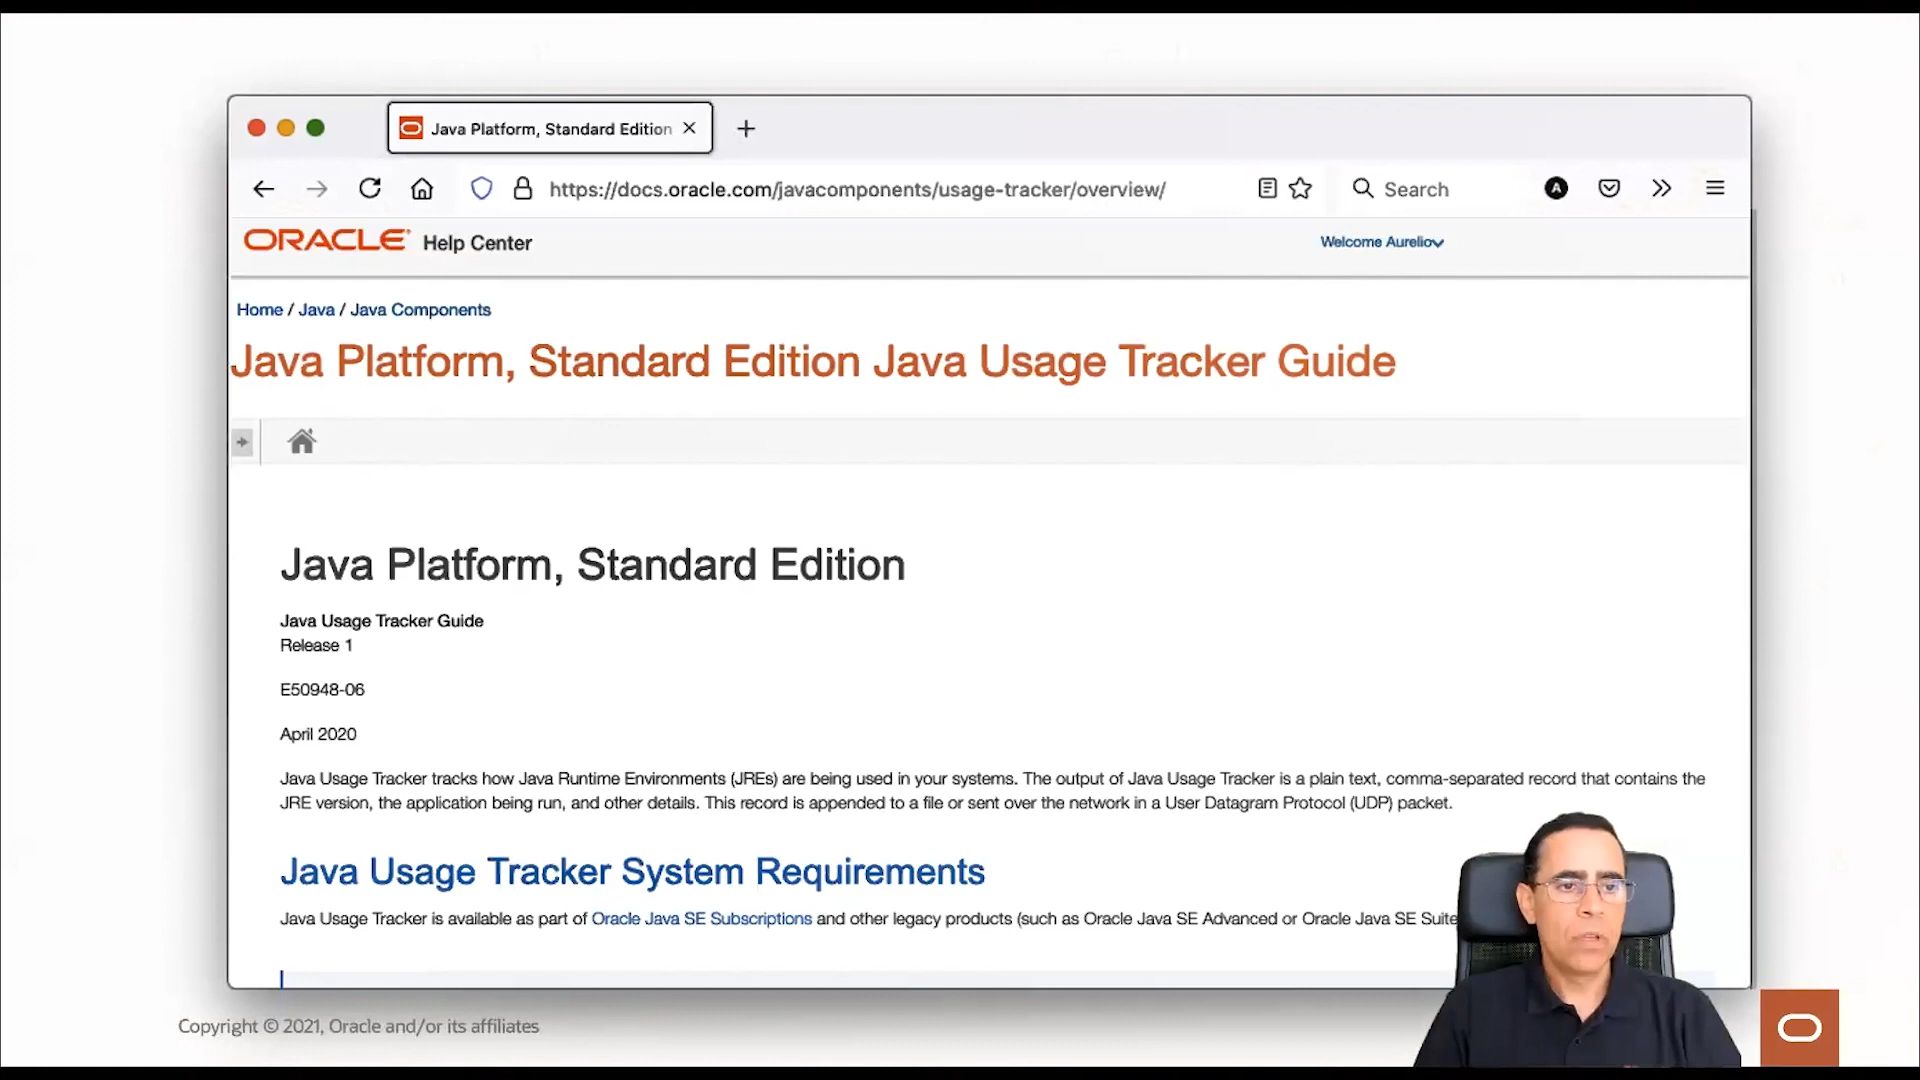 Java Platform, Standard Edition
https://docs.oracle.com/javacomponents/usage-tracker/overview/
Search
A
ORACLE Help Center
Welcome Aurelio
Home / Java / Java Components
Java Platform, Standard Edition Java Usage Tracker Guide
Java Platform, Standard Edition
Java Usage Tracker Guide
Release 1
E50948-06
April 2020
Java Usage Tracker tracks how Java Runtime Environments (JREs) are being used in your systems. The output of Java Usage Tracker is a plain text, comma-separated record that contains the
JRE version, the application being run, and other details. This record is appended to a file or sent over the network in a User Datagram Protocol (UDP) packet.
Java Usage Tracker System Requirements
Java Usage Tracker is available as part of Oracle Java SE Subscriptions and other legacy products (such as Oracle Java SE Advanced or Oracle Java SE Suite
Copyright © 2021, Oracle and/or its affiliates